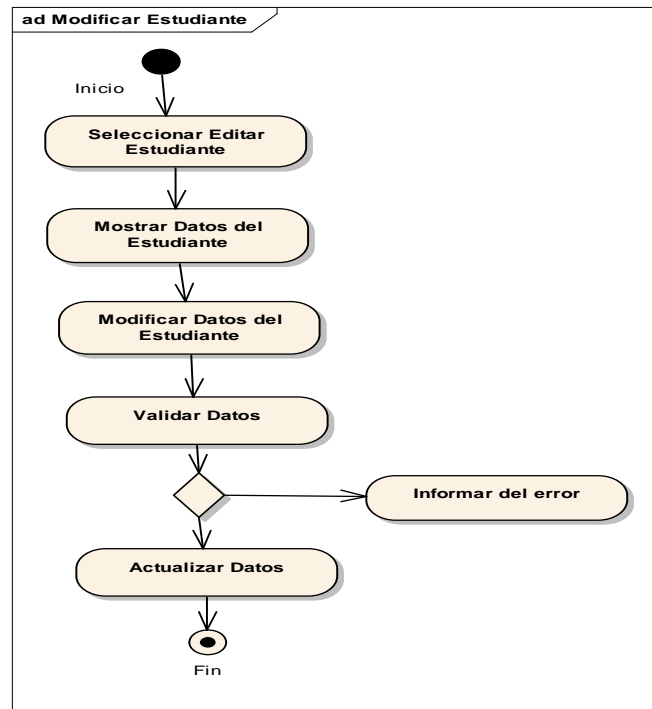 ad Modificar Estudiante
Inicio
Seleccionar Editar
Estudiante
Mostrar Datos del
Estudiante
Modificar Datos del
Estudiante
Validar Datos
Informar del error
Actualizar Datos
Fin